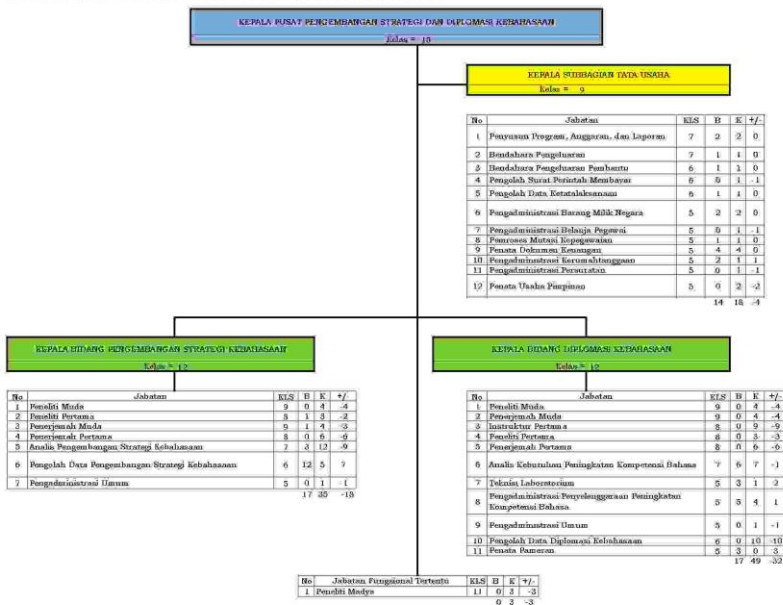 KEPALA PUSAT PENGEMBANGAN STRATEGI DAN DIPLOMASI KEBAHASAAN
Kelas = 15
KEPALA SUBBAGIAN TATA USAHA
Kelas = 9
No Jabatan KLS B K +/-
1 Penyusun Program, Anggaran, dan Laporan 7 2 2 0
2 Bendahara Pengeluaran 7 1 1 0
3 Bendahara Pengeluaran Pembantu 6 1 1 0
4 Pengolah Surat Perintah Membayar 6 0 1 -1
5 Pengolah Data Ketatalaksanaan 6 1 1 0
6 Pengadministrasi Barang Milik Negara 5 2 2 0
7 Pengadministrasi Belanja Pegawai 5 0 1 -1
8 Pemroses Mutasi Kepegawaian 5 1 1 0
9 Penata Dokumen Keuangan 5 4 4 0
10 Pengadministrasi Kerumahtanggaan 5 2 1 1
11 Pengadministrasi Persuratan 5 0 1 -1
12 Penata Usaha Pimpinan 5 0 2 -2
14 18 -4
KEPALA BIDANG PENGEMBANGAN STRATEGI KEBAHASAAN
Kelas = 12
No Jabatan KLS B K +/
1 Peneliti Muda 9 0 4 -4
2 Peneliti Pertama 8 1 3 -2
3 Penerjemah Muda 9 1 4 -3
4 Penerjemah Pertama 8 0 6 -6
5 Analis Pengembangan Strategi Kebahasaan 7 3 12 -9
6 Pengolah Data Pengembangan Strategi Kebahasaan 6 12 5 7
7 Pengadministrasi Umum 5 0 1 -1
17 35 -18
KEPALA BIDANG DIPLOMASI KEBAHASAAN
Kelas = 12
No Jabatan KLS B K +/-
1 Peneliti Muda 9 0 4 -4
2 Penerjemah Muda 9 0 4 -4
3 Instruktur Pertama 8 0 9 -9
4 Peneliti Pertama 8 0 3 -3
5 Penerjemah Pertama 8 0 6 -6
6 Analis Kebutuhan Peningkatan Kompetensi Bahasa 7 6 7 -1
7 Teknisi Laboratorium 5 3 1 2
8 Pengadministrasi Penyelenggaraan Peningkatan
Kompetensi Bahasa 5 5 4 1
9 Pengadministrasi Umum 5 0 1 -1
10 Pengolah Data Diplomasi Kebahasaan 6 0 10 -10
11 Penata Pameran 5 3 0 3
17 49 -32
No Jabatan Fungsional Tertentu KLS B K +/-
1 Peneliti Madya 11 0 3 -3
0 3 -3